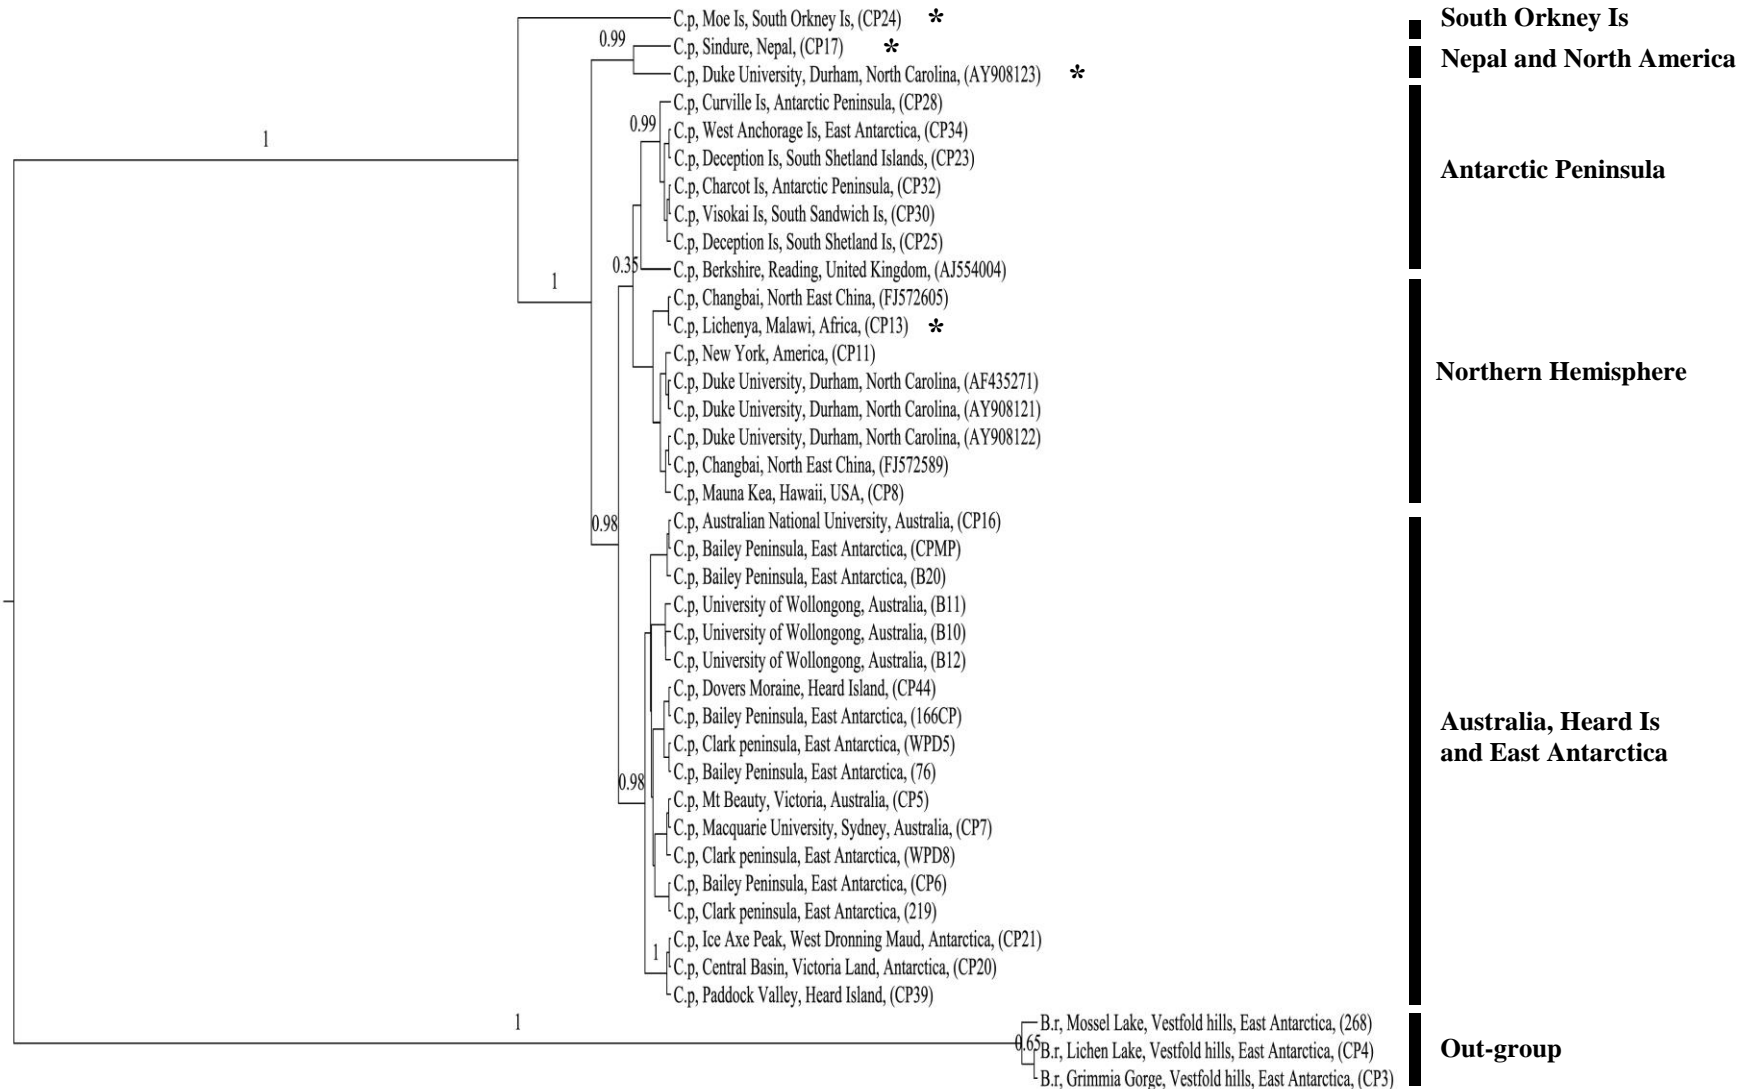 C.p, Moe Is, South Orkney Is, (CP24) *
South Orkney Is
0.99
C.p, Sindure, Nepal, (CP17) *
Nepal and North America
C.p, Duke University, Durham, North Carolina, (AY908123) *
C.p, Curville Is, Antarctic Peninsula, (CP28)
0.99
C.p, West Anchorage Is, East Antarctica, (CP34)
1
C.p, Deception Is, South Shetland Islands, (CP23)
Antarctic Peninsula
C.p, Charcot Is, Antarctic Peninsula, (CP32)
C.p, Visokai Is, South Sandwich Is, (CP30)
C.p, Deception Is, South Shetland Is, (CP25)
0.35
C.p, Berkshire, Reading, United Kingdom, (AJ554004)
1
C.p, Changbai, North East China, (FJ572605)
C.p, Lichenya, Malawi, Africa, (CP13) *
C.p, New York, America, (CP11)
Northern Hemisphere
C.p, Duke University, Durham, North Carolina, (AF435271)
C.p, Duke University, Durham, North Carolina, (AY908121)
C.p, Duke University, Durham, North Carolina, (AY908122)
C.p, Changbai, North East China, (FJ572589)
C.p, Mauna Kea, Hawaii, USA, (CP8)
0.98
C.p, Australian National University, Australia, (CP16)
C.p, Bailey Peninsula, East Antarctica, (CPMP)
C.p, Bailey Peninsula, East Antarctica, (B20)
C.p, University of Wollongong, Australia, (B11)
C.p, University of Wollongong, Australia, (B10)
C.p, University of Wollongong, Australia, (B12)
C.p, Dovers Moraine, Heard Island, (CP44)
C.p, Bailey Peninsula, East Antarctica, (166CP)
Australia, Heard Is
and East Antarctica
C.p, Clark peninsula, East Antarctica, (WPD5)
C.p, Bailey Peninsula, East Antarctica, (76)
0.98
C.p, Mt Beauty, Victoria, Australia, (CP5)
C.p, Macquarie University, Sydney, Australia, (CP7)
C.p, Clark peninsula, East Antarctica, (WPD8)
C.p, Bailey Peninsula, East Antarctica, (CP6)
C.p, Clark peninsula, East Antarctica, (219)
C.p, Ice Axe Peak, West Dronning Maud, Antarctica, (CP21)
1
C.p, Central Basin, Victoria Land, Antarctica, (CP20)
C.p, Paddock Valley, Heard Island, (CP39)
1
B.r, Mossel Lake, Vestfold hills, East Antarctica, (268)
0.65
B.r, Lichen Lake, Vestfold hills, East Antarctica, (CP4)
Out-group
B.r, Grimmia Gorge, Vestfold hills, East Antarctica, (CP3)